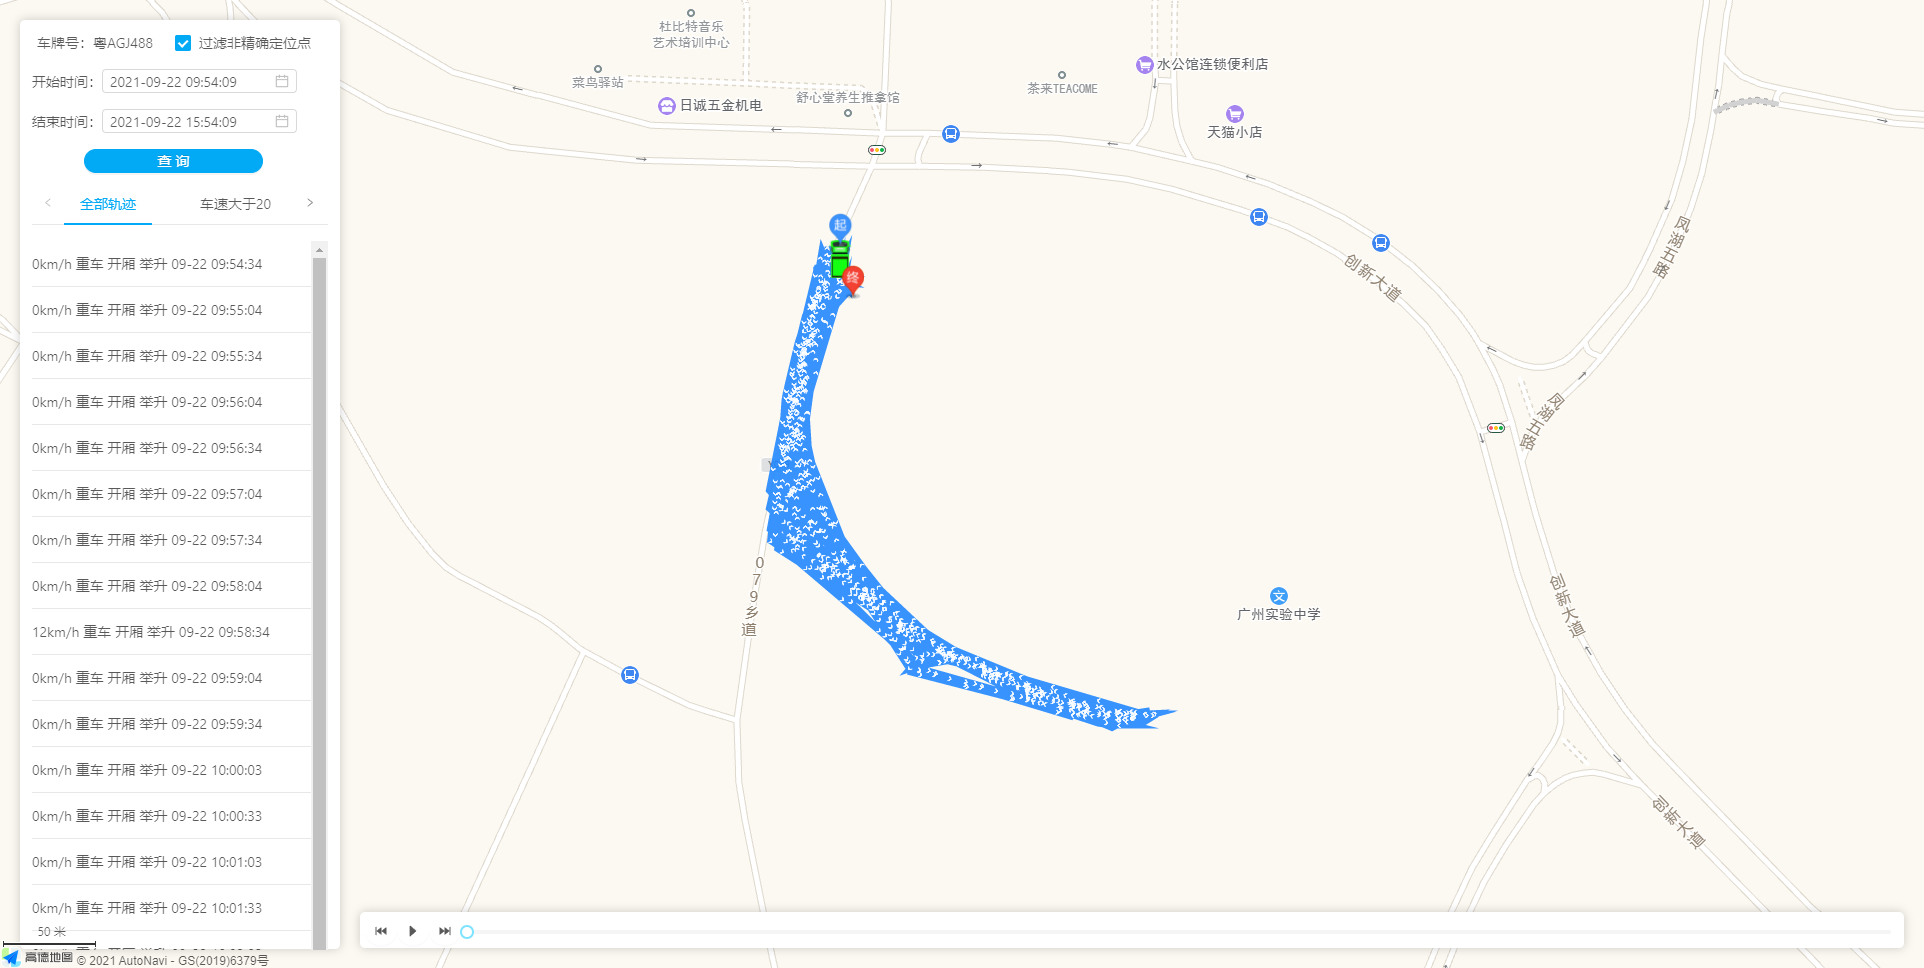 车牌号：粤AGJ488
过滤非精确定位点
开始时间：
2021-09-22 09:54:09
结束时间：
2021-09-22 15:54:09
查 询
全部轨迹
车速大于20
0km/h 重车 开厢 举升 09-22 09:54:34
0km/h 重车 开厢 举升 09-22 09:55:04
0km/h 重车 开厢 举升 09-22 09:55:34
0km/h 重车 开厢 举升 09-22 09:56:04
0km/h 重车 开厢 举升 09-22 09:56:34
0km/h 重车 开厢 举升 09-22 09:57:04
0km/h 重车 开厢 举升 09-22 09:57:34
0km/h 重车 开厢 举升 09-22 09:58:04
12km/h 重车 开厢 举升 09-22 09:58:34
0km/h 重车 开厢 举升 09-22 09:59:04
0km/h 重车 开厢 举升 09-22 09:59:34
0km/h 重车 开厢 举升 09-22 10:00:03
0km/h 重车 开厢 举升 09-22 10:00:33
0km/h 重车 开厢 举升 09-22 10:01:03
0km/h 重车 开厢 举升 09-22 10:01:33
50 米
高德地图
© 2021 AutoNavi - GS(2019)6379号
杜比特音乐
艺术培训中心
菜鸟驿站
日诚五金机电
舒心堂养生推拿馆
茶来TEACOME
水公馆连锁便利店
天猫小店
起
终
创新大道
凤湖五路
凤湖五路
079乡道
文
广州实验中学
创新大道
创新大道